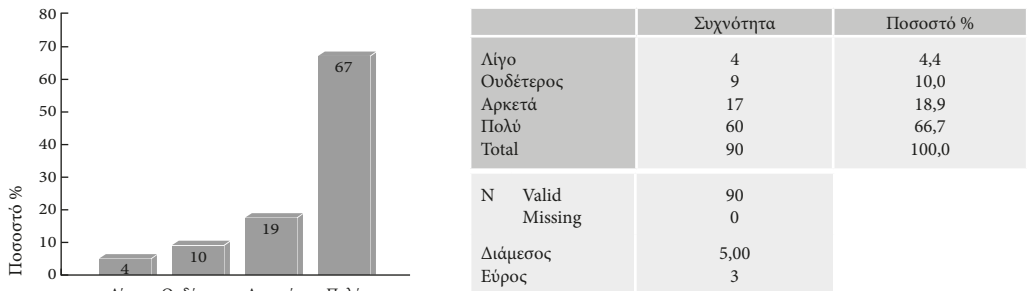 80
70
60
50
40
30
20
10
0
Ποσοστό %
4
10
19
67
Συχνότητα Ποσοστό %
Λίγο 4 4,4
Ουδέτερος 9 10,0
Αρκετά 17 18,9
Πολύ 60 66,7
Total 90 100,0
N Valid 90
Missing 0
Διάμεσος 5,00
Εύρος 3